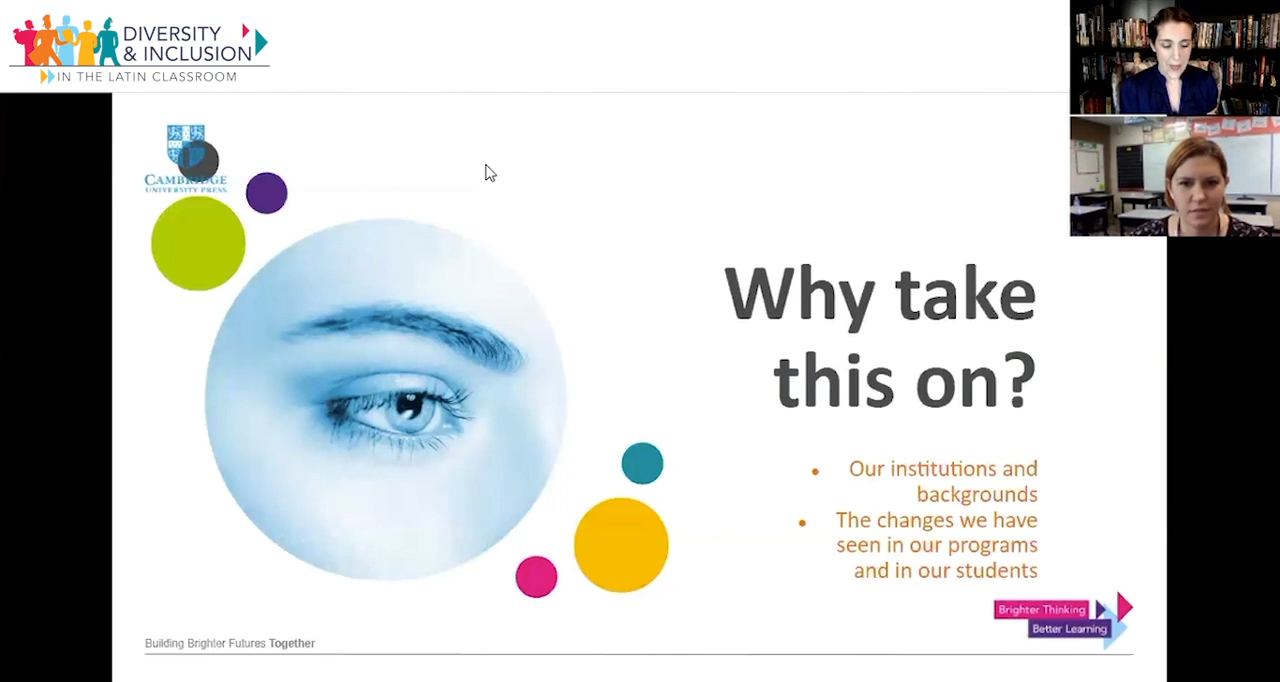 DIVERSITY
& INCLUSION
IN THE LATIN CLASSROOM
CAMBRIDGE
UNIVERSITY PRESS
Why take
this on?
• Our institutions and
backgrounds
• The changes we have
seen in our programs
and in our students
Brighter Thinking
Better Learning
Building Brighter Futures Together